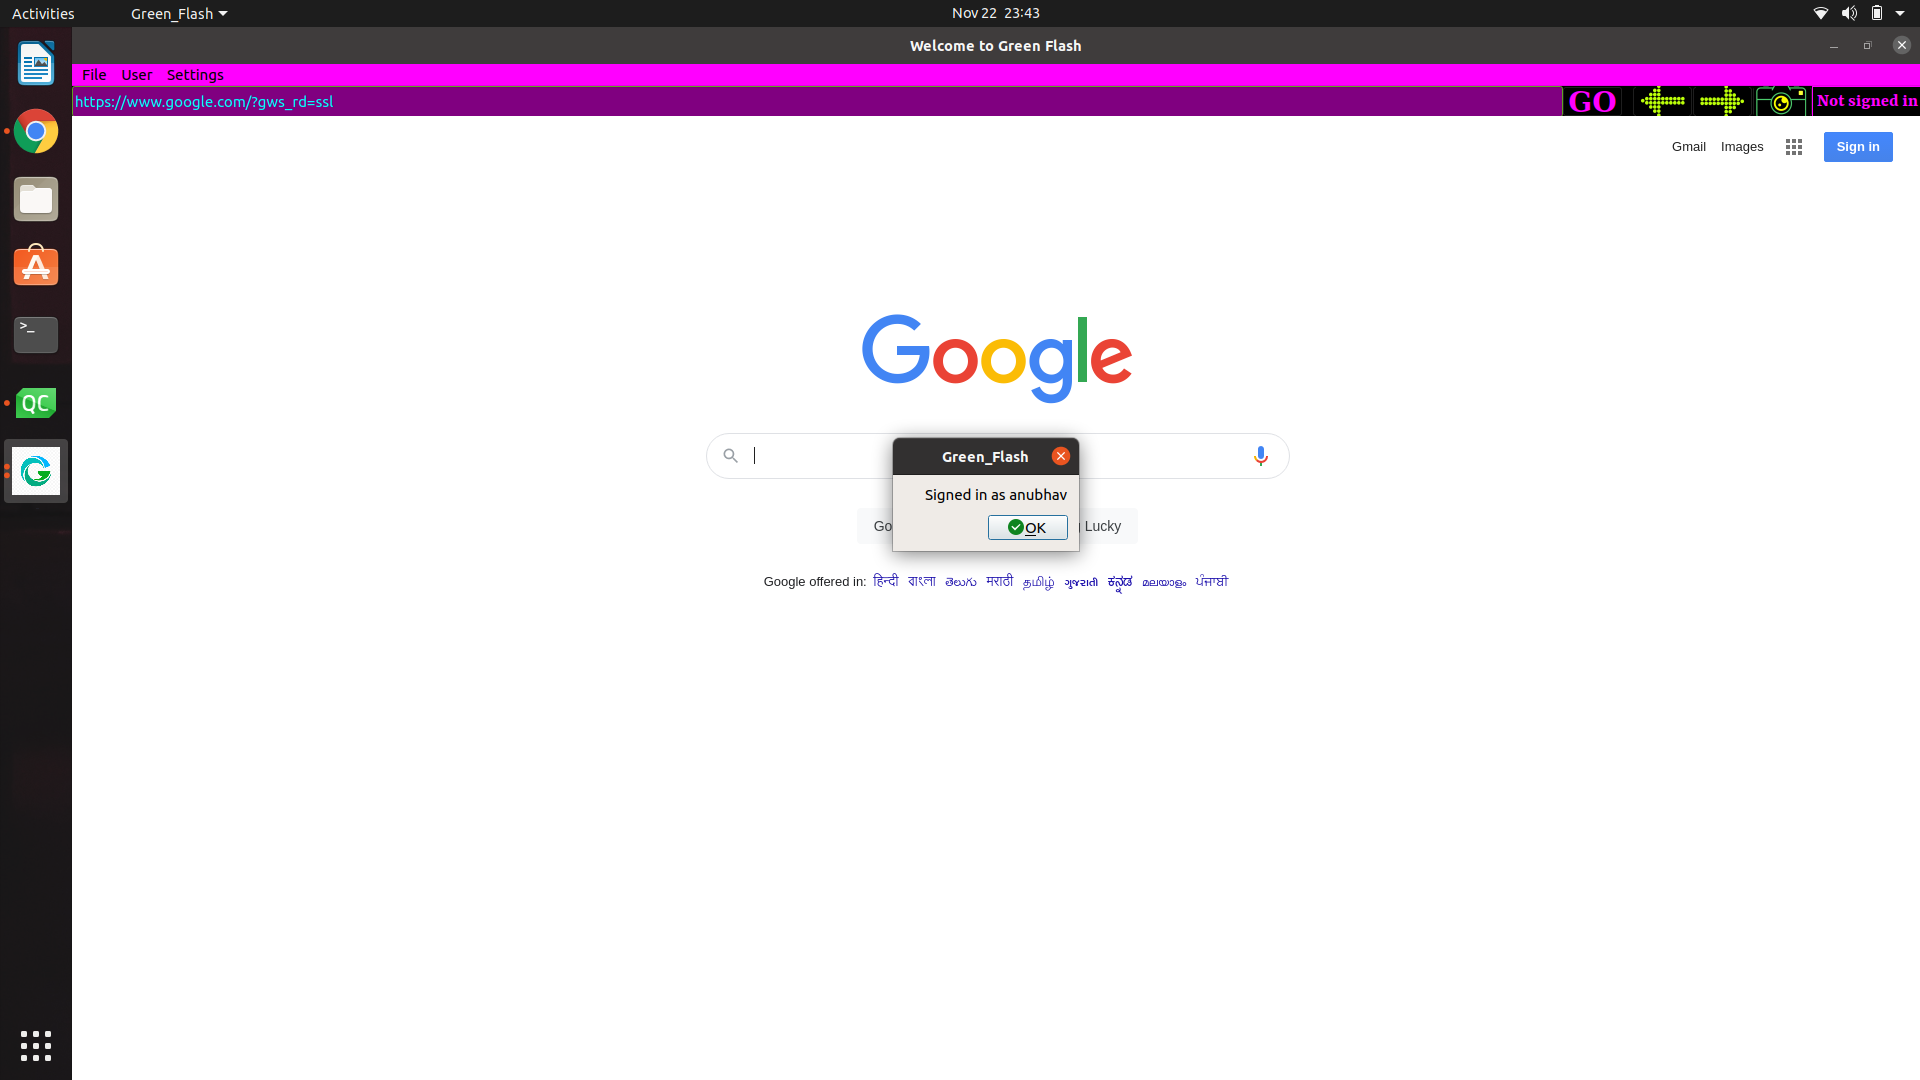 Activities Green_Flash Nov 22 23:43
Welcome to Green Flash
File User Settings
https://www.google.com/?gws_rd=ssl GO Not signed in
Gmail Images Sign in
Google
Green_Flash
Signed in as anubhav
OK
Go Lucky
Google offered in: हिन्दी বাংলা తెలుగు मराठी தமிழ் ગુજરાતી ಕನ್ನಡ മലയാളം ਪੰਜਾਬੀ
>_
QC